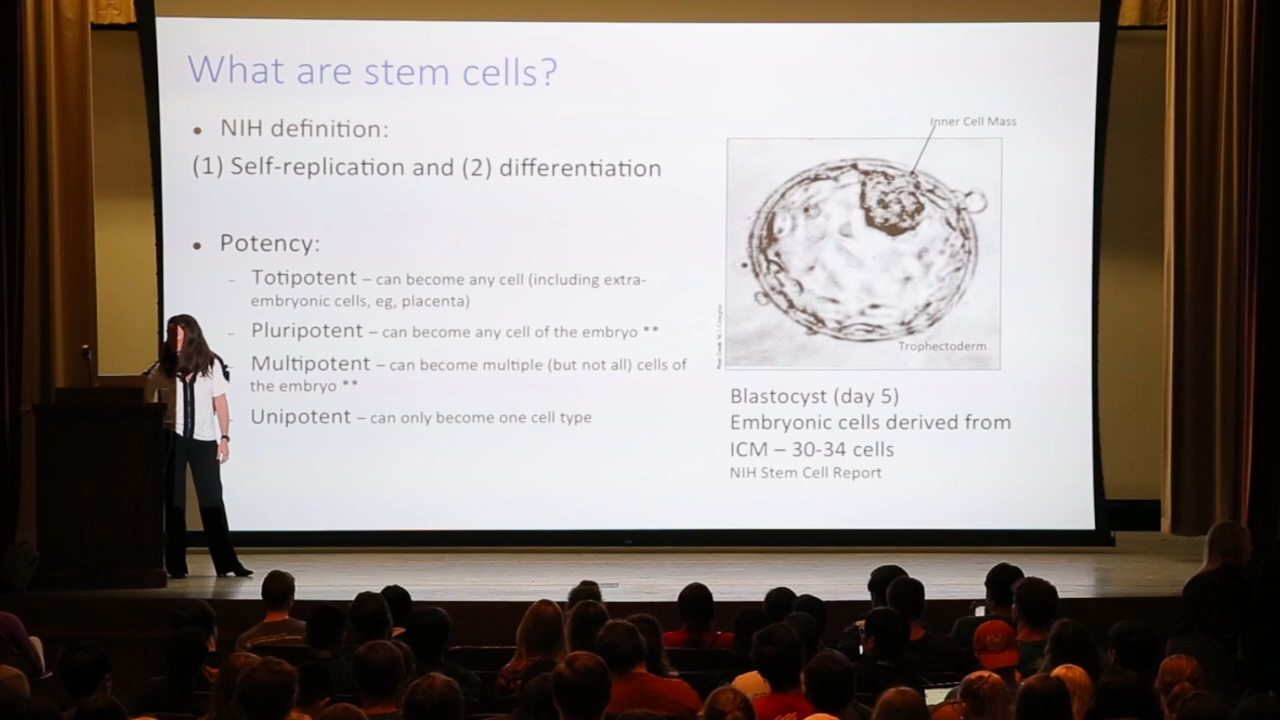 What are stem cells?
• NIH definition:
(1) Self-replication and (2) differentiation
• Potency:
– Totipotent – can become any cell (including extra-
embryonic cells, eg, placenta)
– Pluripotent – can become any cell of the embryo **
Multipotent – can become multiple (but not all) cells of
the embryo **
Unipotent – can only become one cell type
Inner Cell Mass
Trophectoderm
Blastocyst (day 5)
Embryonic cells derived from
ICM – 30-34 cells
NIH Stem Cell Report